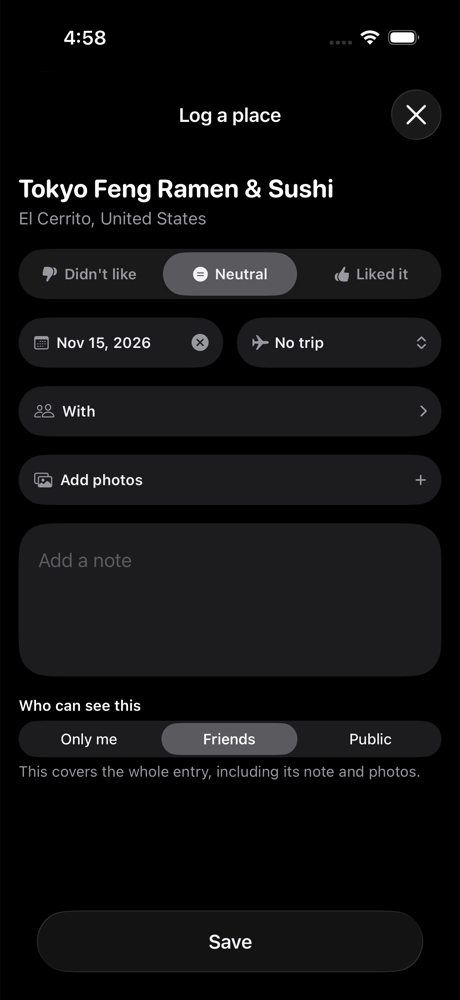 4:58
Log a place
Tokyo Feng Ramen & Sushi
El Cerrito, United States
Didn't like
Neutral
Liked it
Nov 15, 2026
No trip
With
Add photos
Add a note
Who can see this
Only me
Friends
Public
This covers the whole entry, including its note and photos.
Save